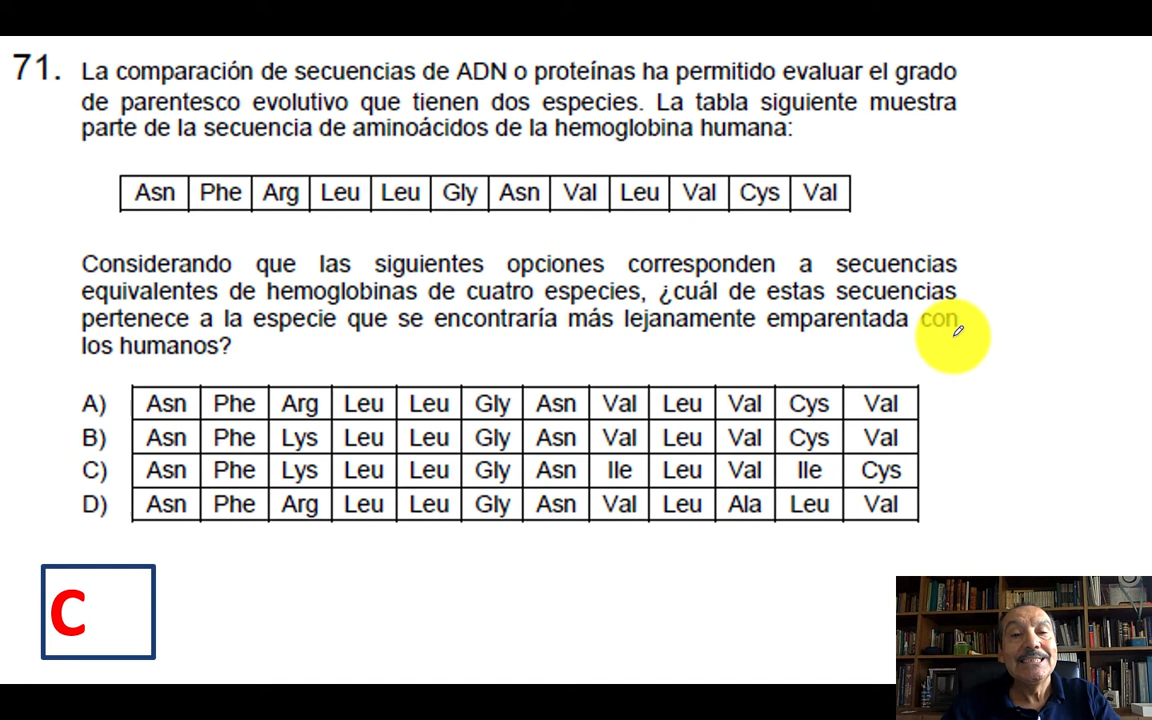 71. La comparación de secuencias de ADN o proteínas ha permitido evaluar el grado
de parentesco evolutivo que tienen dos especies. La tabla siguiente muestra
parte de la secuencia de aminoácidos de la hemoglobina humana:
Asn Phe Arg Leu Leu Gly Asn Val Leu Val Cys Val
Considerando que las siguientes opciones corresponden a secuencias
equivalentes de hemoglobinas de cuatro especies, ¿cuál de estas secuencias
pertenece a la especie que se encontraría más lejanamente emparentada con
los humanos?
A) Asn Phe Arg Leu Leu Gly Asn Val Leu Val Cys Val
B) Asn Phe Lys Leu Leu Gly Asn Val Leu Val Cys Val
C) Asn Phe Lys Leu Leu Gly Asn Ile Leu Val Ile Cys
D) Asn Phe Arg Leu Leu Gly Asn Val Leu Ala Leu Val
C